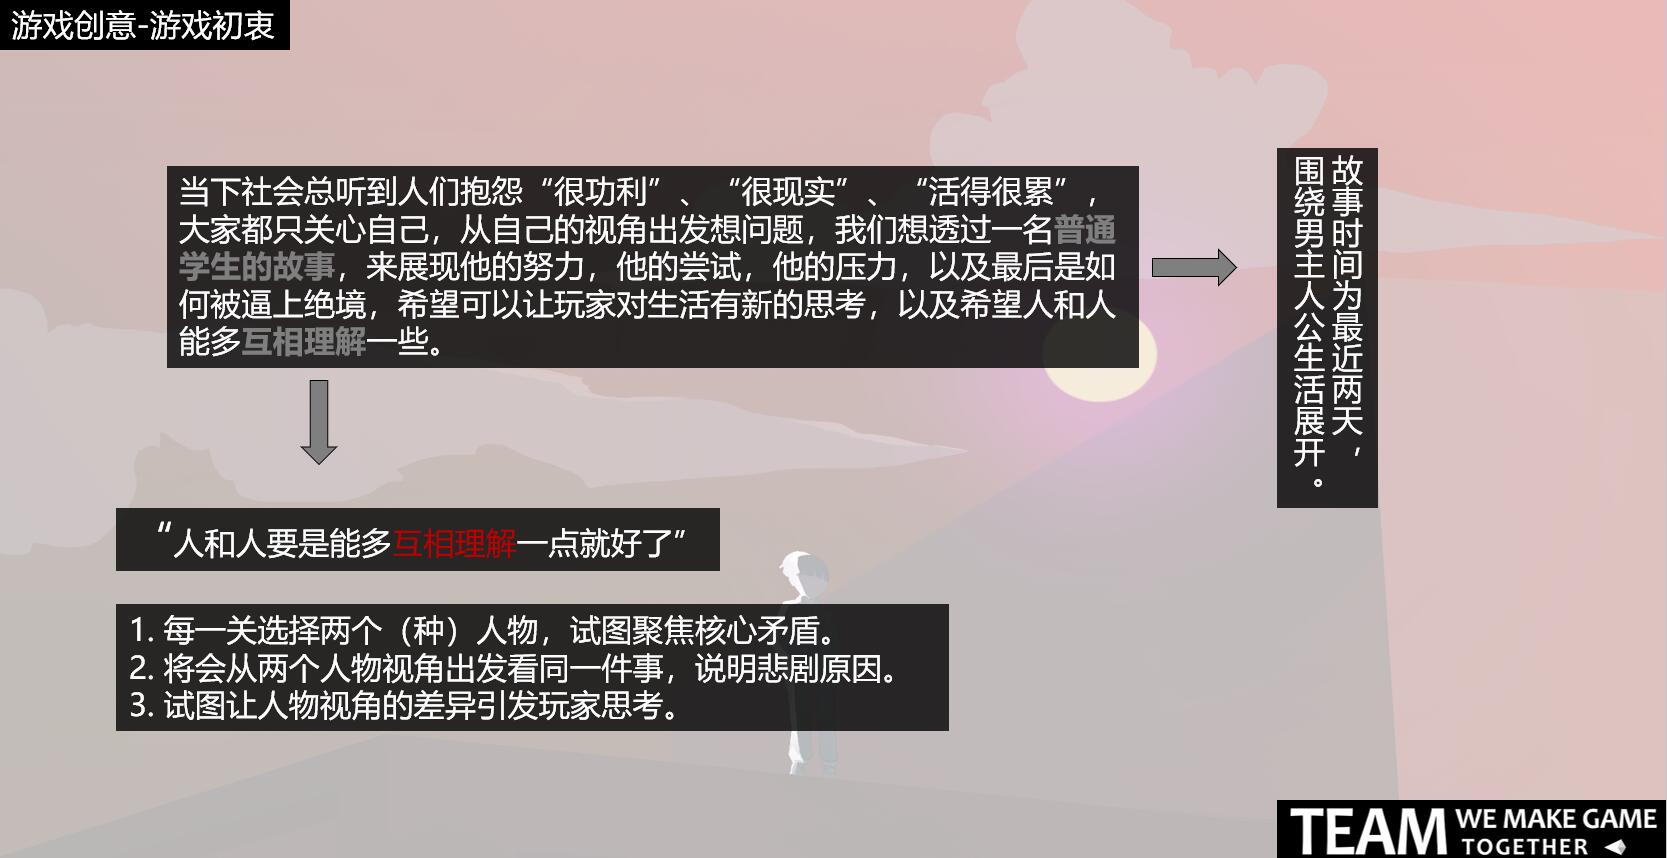 游戏创意-游戏初衷
当下社会总听到人们抱怨“很功利”、“很现实”、“活得很累”，
大家都只关心自己，从自己的视角出发想问题，我们想透过一名普通
学生的故事，来展现他的努力，他的尝试，他的压力，以及最后是如
何被逼上绝境，希望可以让玩家对生活有新的思考，以及希望人和人
能多互相理解一些。
故事时间为最近两天，
围绕男主人公生活展开。
“人和人要是能多互相理解一点就好了”
1. 每一关选择两个（种）人物，试图聚焦核心矛盾。
2. 将会从两个人物视角出发看同一件事，说明悲剧原因。
3. 试图让人物视角的差异引发玩家思考。
TEAM WE MAKE GAME
TOGETHER